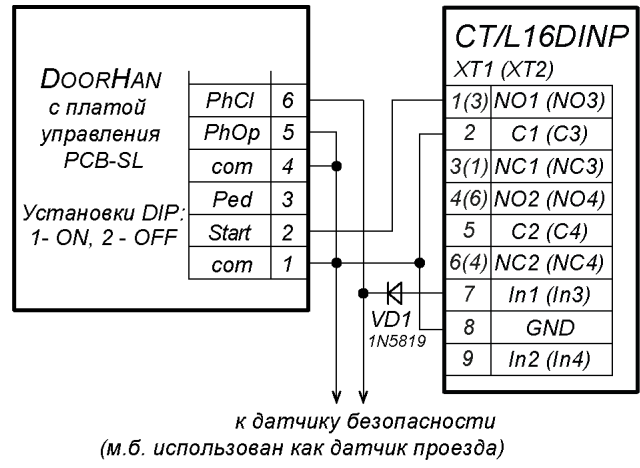 DOORHAN
с платой
управления
PCB-SL
Установки DIP:
1- ON, 2 - OFF
PhCl 6
PhOp 5
com 4
Ped 3
Start 2
com 1
CT/L16DINP
XT1 (XT2)
1(3) NO1 (NO3)
2 C1 (C3)
3(1) NC1 (NC3)
4(6) NO2 (NO4)
5 C2 (C4)
6(4) NC2 (NC4)
7 In1 (In3)
8 GND
9 In2 (In4)
VD1
1N5819
к датчику безопасности
(м.б. использован как датчик проезда)